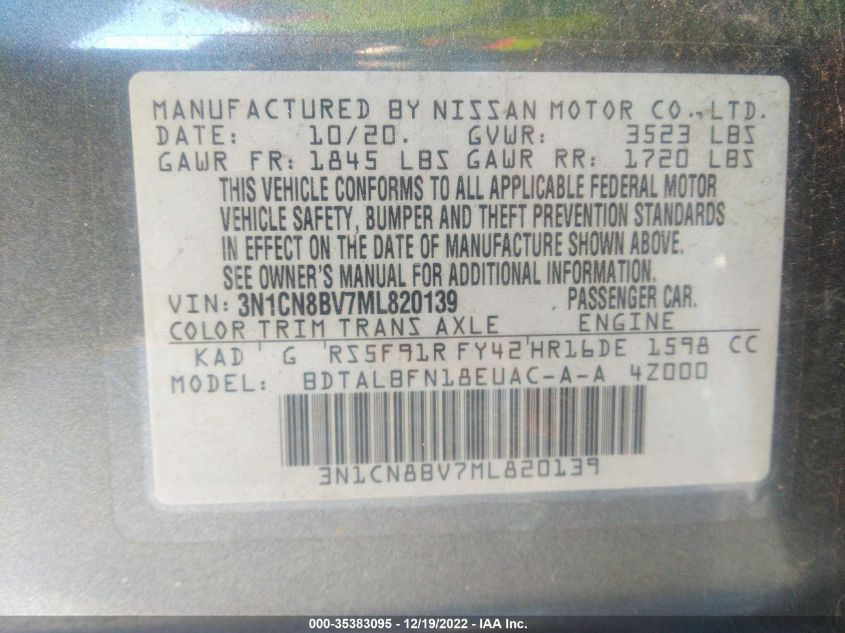 MANUFACTURED BY NISSAN MOTOR CO., LTD.
DATE: 10/20. GVWR: 3523 LBS
GAWR FR: 1845 LBS GAWR RR: 1720 LBS
THIS VEHICLE CONFORMS TO ALL APPLICABLE FEDERAL MOTOR
VEHICLE SAFETY, BUMPER AND THEFT PREVENTION STANDARDS
IN EFFECT ON THE DATE OF MANUFACTURE SHOWN ABOVE.
SEE OWNER'S MANUAL FOR ADDITIONAL INFORMATION.
VIN: 3N1CN8BV7ML820139 PASSENGER CAR.
COLOR TRIM TRANS AXLE ENGINE
KAD G RS5F91R FY42 HR16DE 1598 CC
MODEL: BDTALBFN18EUAC-A-A 4Z000
3N1CN8BV7ML820139
000-35383095 - 12/19/2022 - IAA Inc.